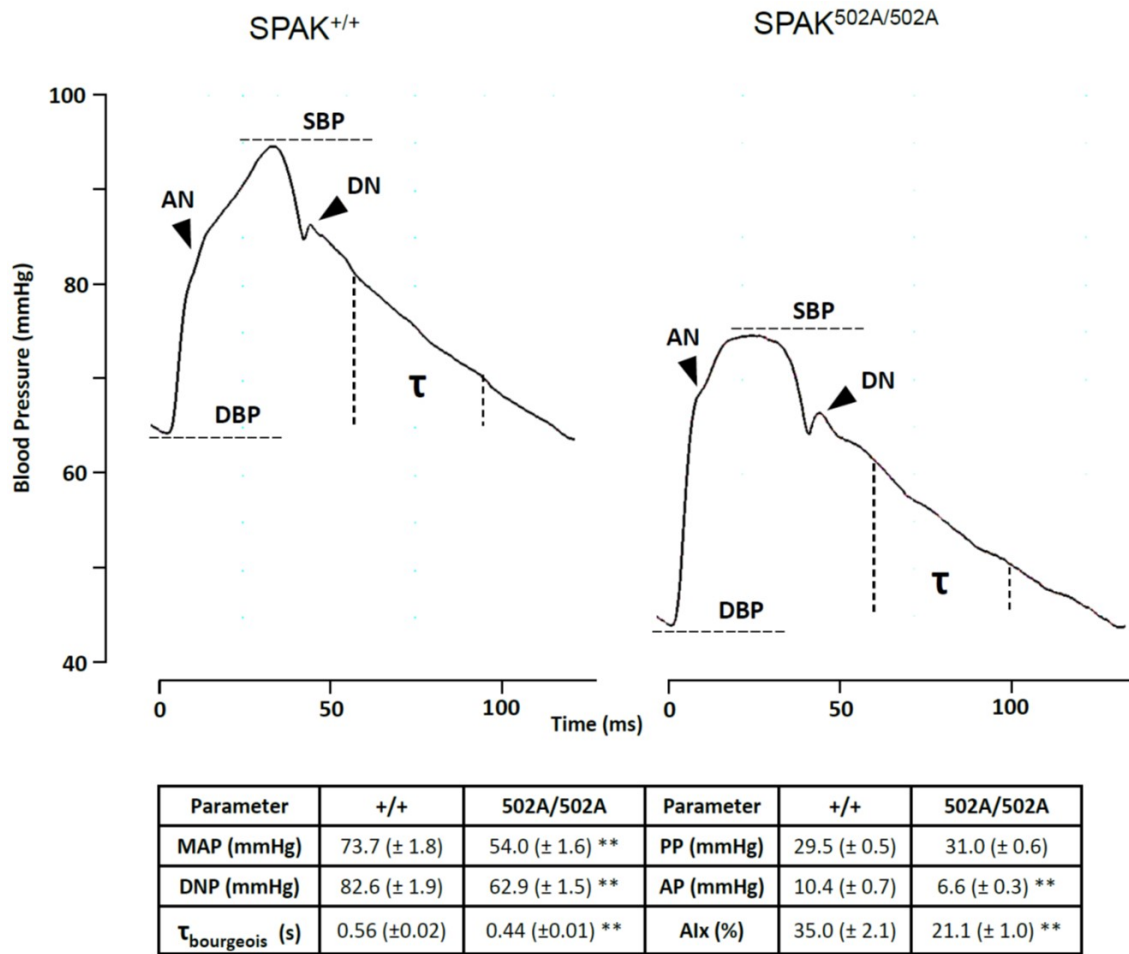 SPAK+/+
SPAK502A/502A
Blood Pressure (mmHg)
100
80
60
40
AN
SBP
DN
DBP
τ
AN
SBP
DN
DBP
τ
0 50 100
0 50 100
Time (ms)
Parameter +/+ 502A/502A Parameter +/+ 502A/502A
MAP (mmHg) 73.7 (± 1.8) 54.0 (± 1.6) ** PP (mmHg) 29.5 (± 0.5) 31.0 (± 0.6)
DNP (mmHg) 82.6 (± 1.9) 62.9 (± 1.5) ** AP (mmHg) 10.4 (± 0.7) 6.6 (± 0.3) **
τbourgeois (s) 0.56 (±0.02) 0.44 (±0.01) ** AIx (%) 35.0 (± 2.1) 21.1 (± 1.0) **